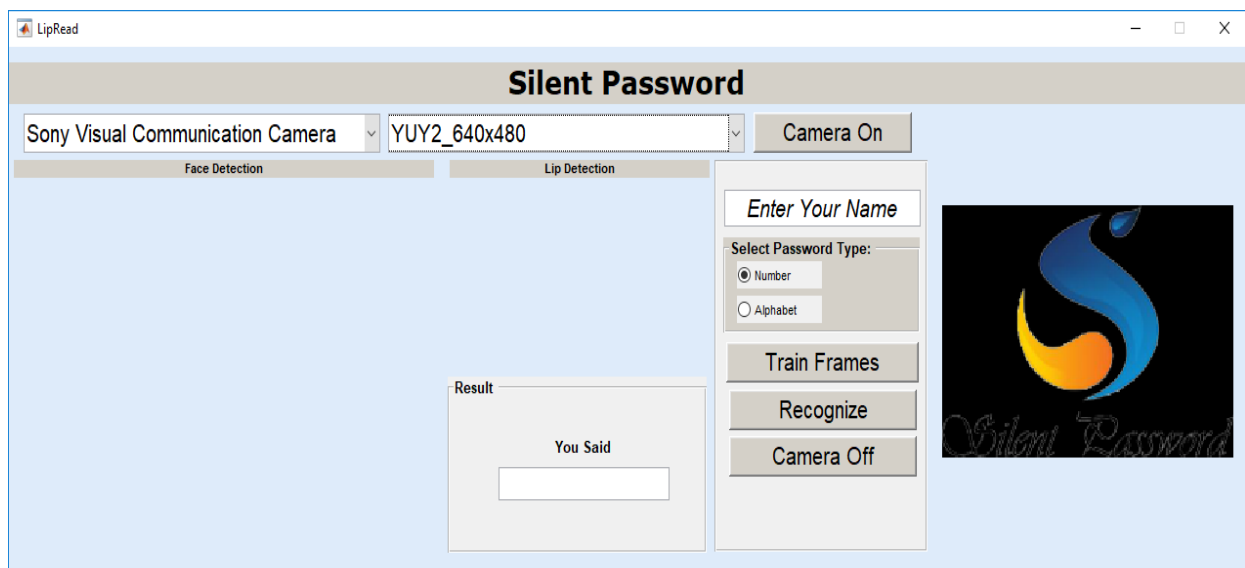 LipRead
Silent Password
Sony Visual Communication Camera
YUY2_640x480
Camera On
Face Detection
Lip Detection
Enter Your Name
Select Password Type:
Number
Alphabet
Train Frames
Recognize
Camera Off
Result
You Said
Silent Password